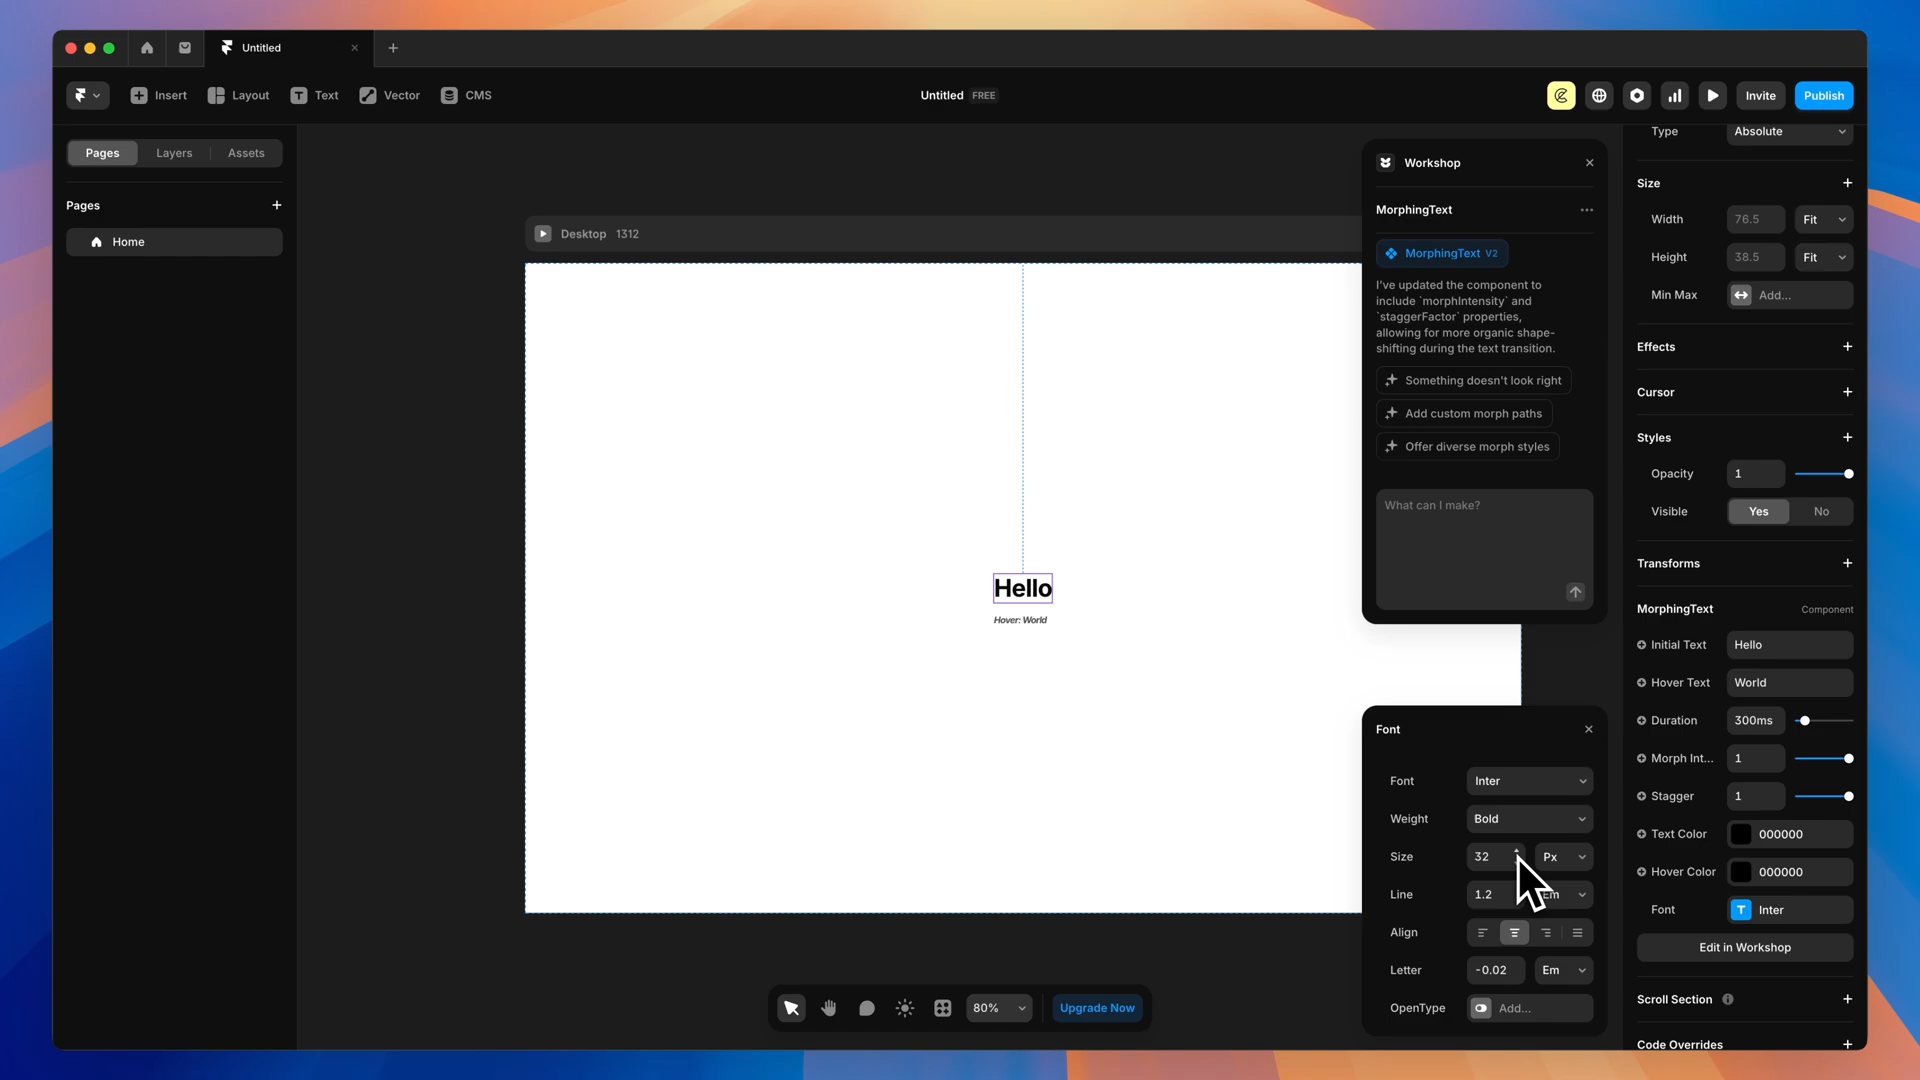 Untitled
Insert
Layout
Text
Vector
CMS
Untitled FREE
Invite
Publish
Pages
Layers
Assets
Pages
Home
Desktop 1312
Hello
Hover: World
Workshop
MorphingText
MorphingText V2
I've updated the component to
include `morphIntensity` and
`staggerFactor` properties,
allowing for more organic shape-
shifting during the text transition.
Something doesn't look right
Add custom morph paths
Offer diverse morph styles
What can I make?
Font
Font Inter
Weight Bold
Size 32 Px
Line 1.2 Em
Align
Letter -0.02 Em
OpenType Add...
80%
Upgrade Now
Type Absolute
Size
Width 76.5 Fit
Height 38.5 Fit
Min Max Add...
Effects
Cursor
Styles
Opacity 1
Visible Yes No
Transforms
MorphingText Component
Initial Text Hello
Hover Text World
Duration 300ms
Morph Int... 1
Stagger 1
Text Color 000000
Hover Color 000000
Font Inter
Edit in Workshop
Scroll Section
Code Overrides